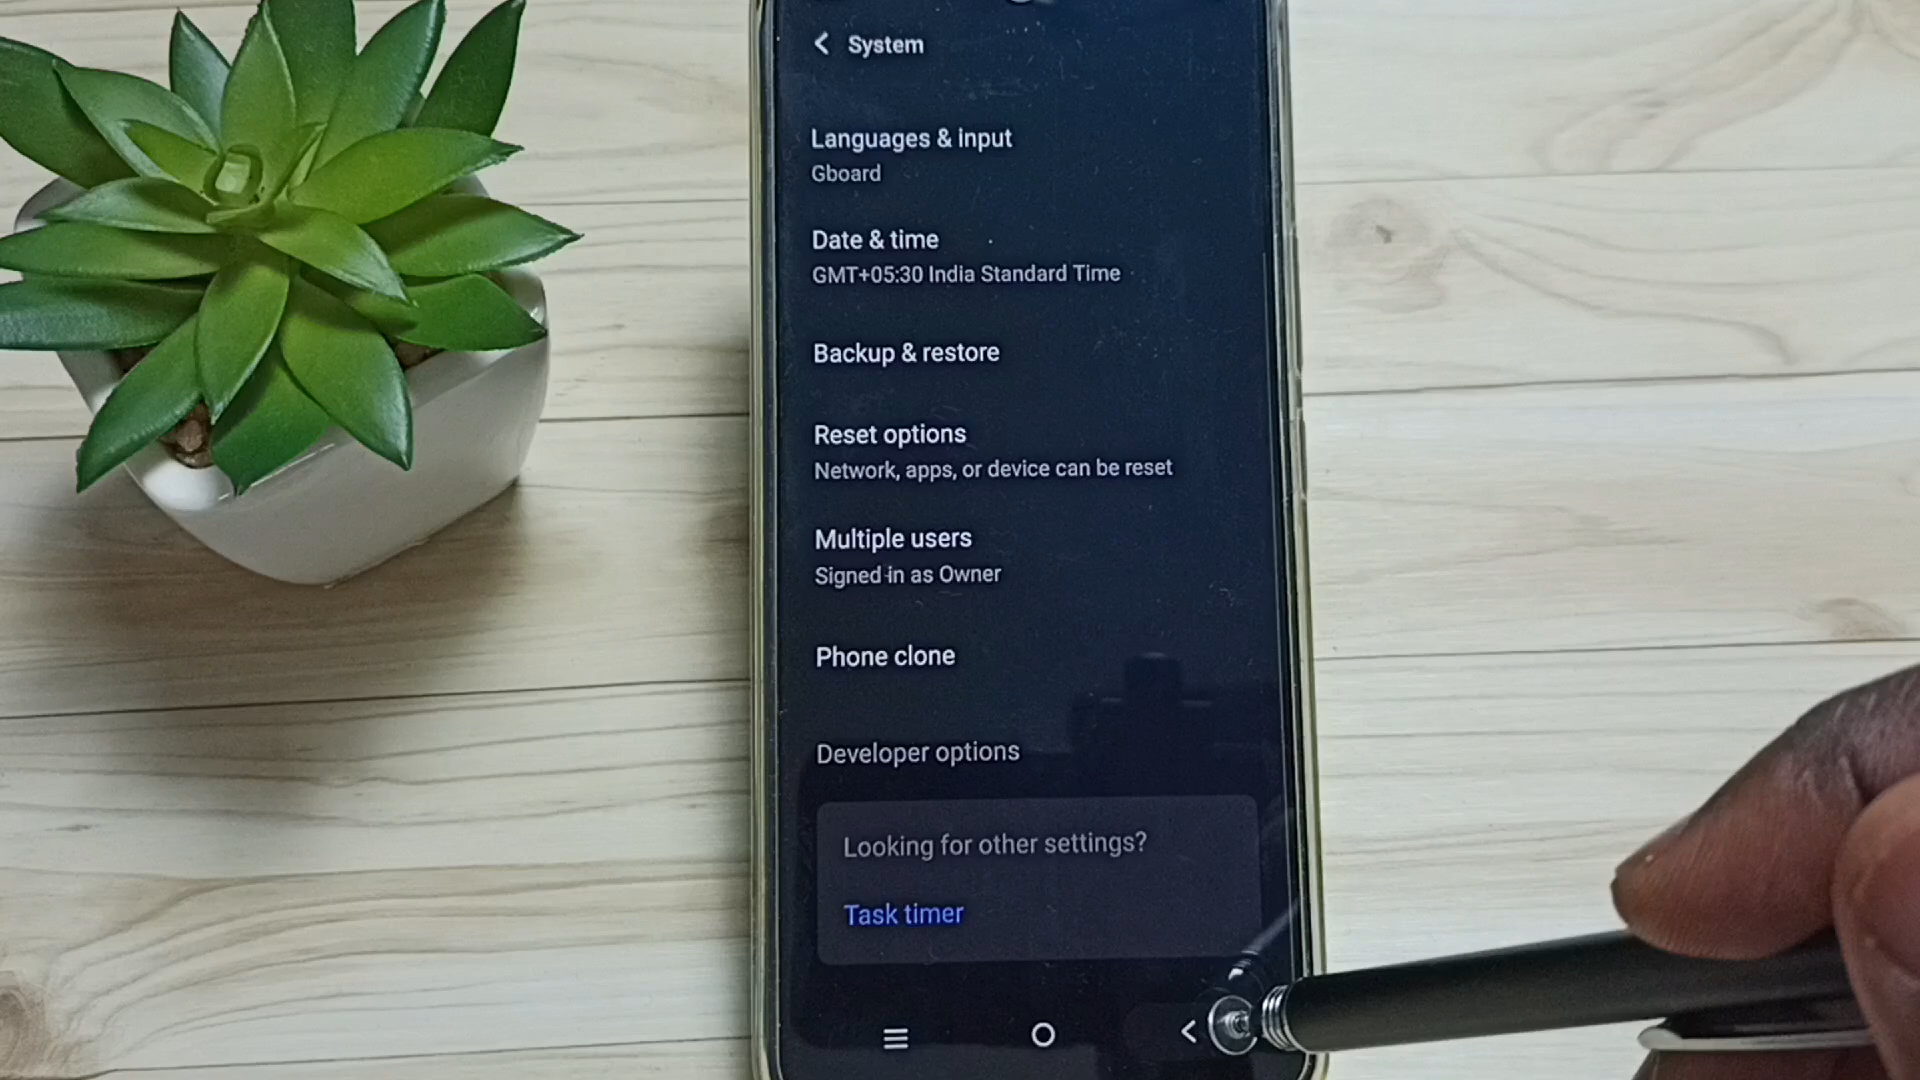 System
Languages & input
Gboard
Date & time
GMT+05:30 India Standard Time
Backup & restore
Reset options
Network, apps, or device can be reset
Multiple users
Signed in as Owner
Phone clone
Developer options
Looking for other settings?
Task timer